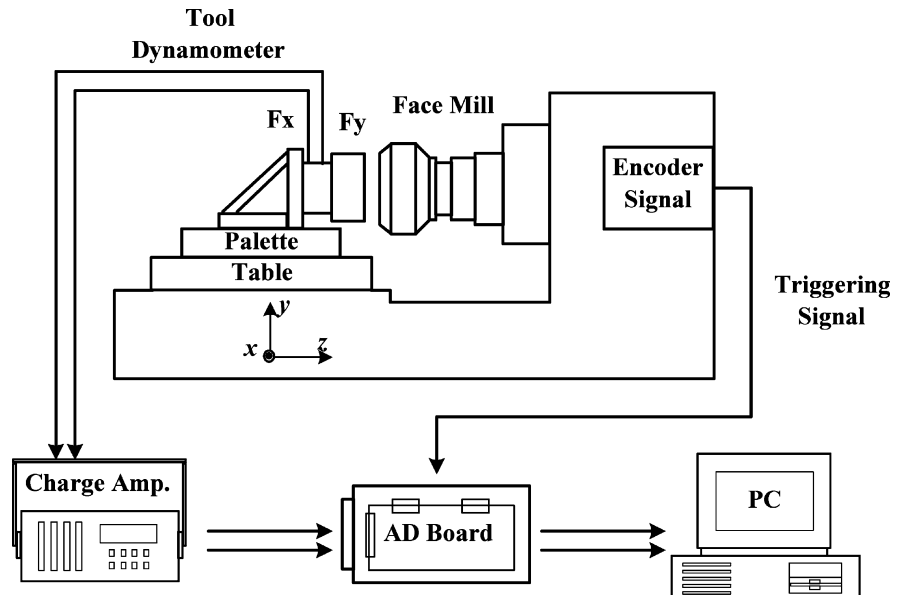 Tool
Dynamometer
Fx
Fy
Face Mill
Encoder
Signal
Palette
Table
Triggering
Signal
y
x
z
Charge Amp.
AD Board
PC